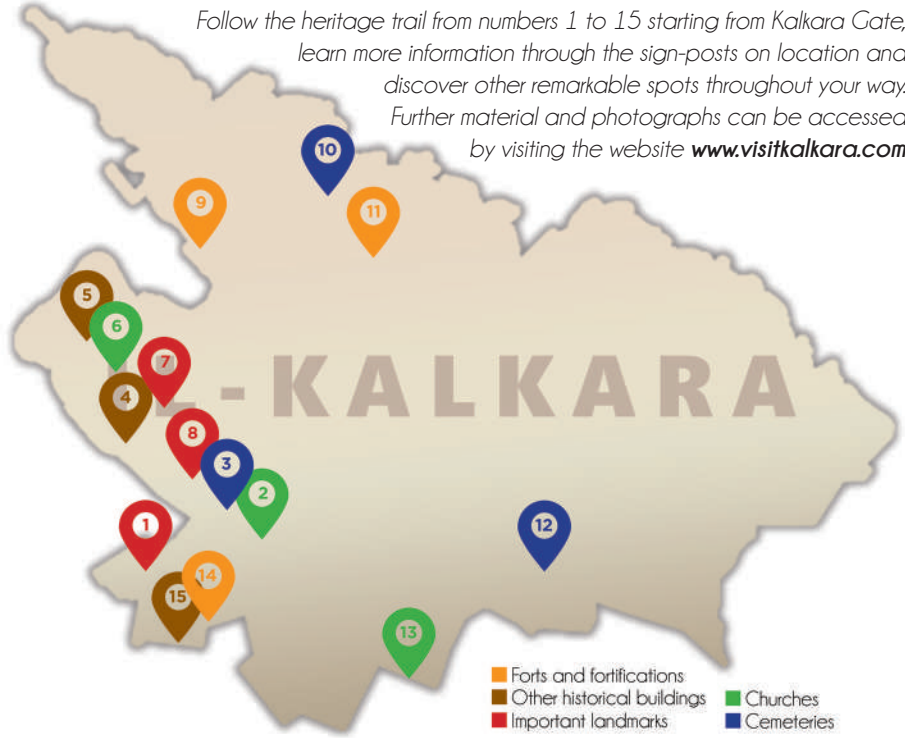 Follow the heritage trail from numbers 1 to 15 starting from Kalkara Gate,
learn more information through the sign-posts on location and
discover other remarkable spots throughout your way.
Further material and photographs can be accessed
by visiting the website www.visitkalkara.com
10
9
11
5
6
7
IL-KALKARA
4
8
3
2
1
12
14
15
13
Forts and fortifications
Other historical buildings
Important landmarks
Churches
Cemeteries